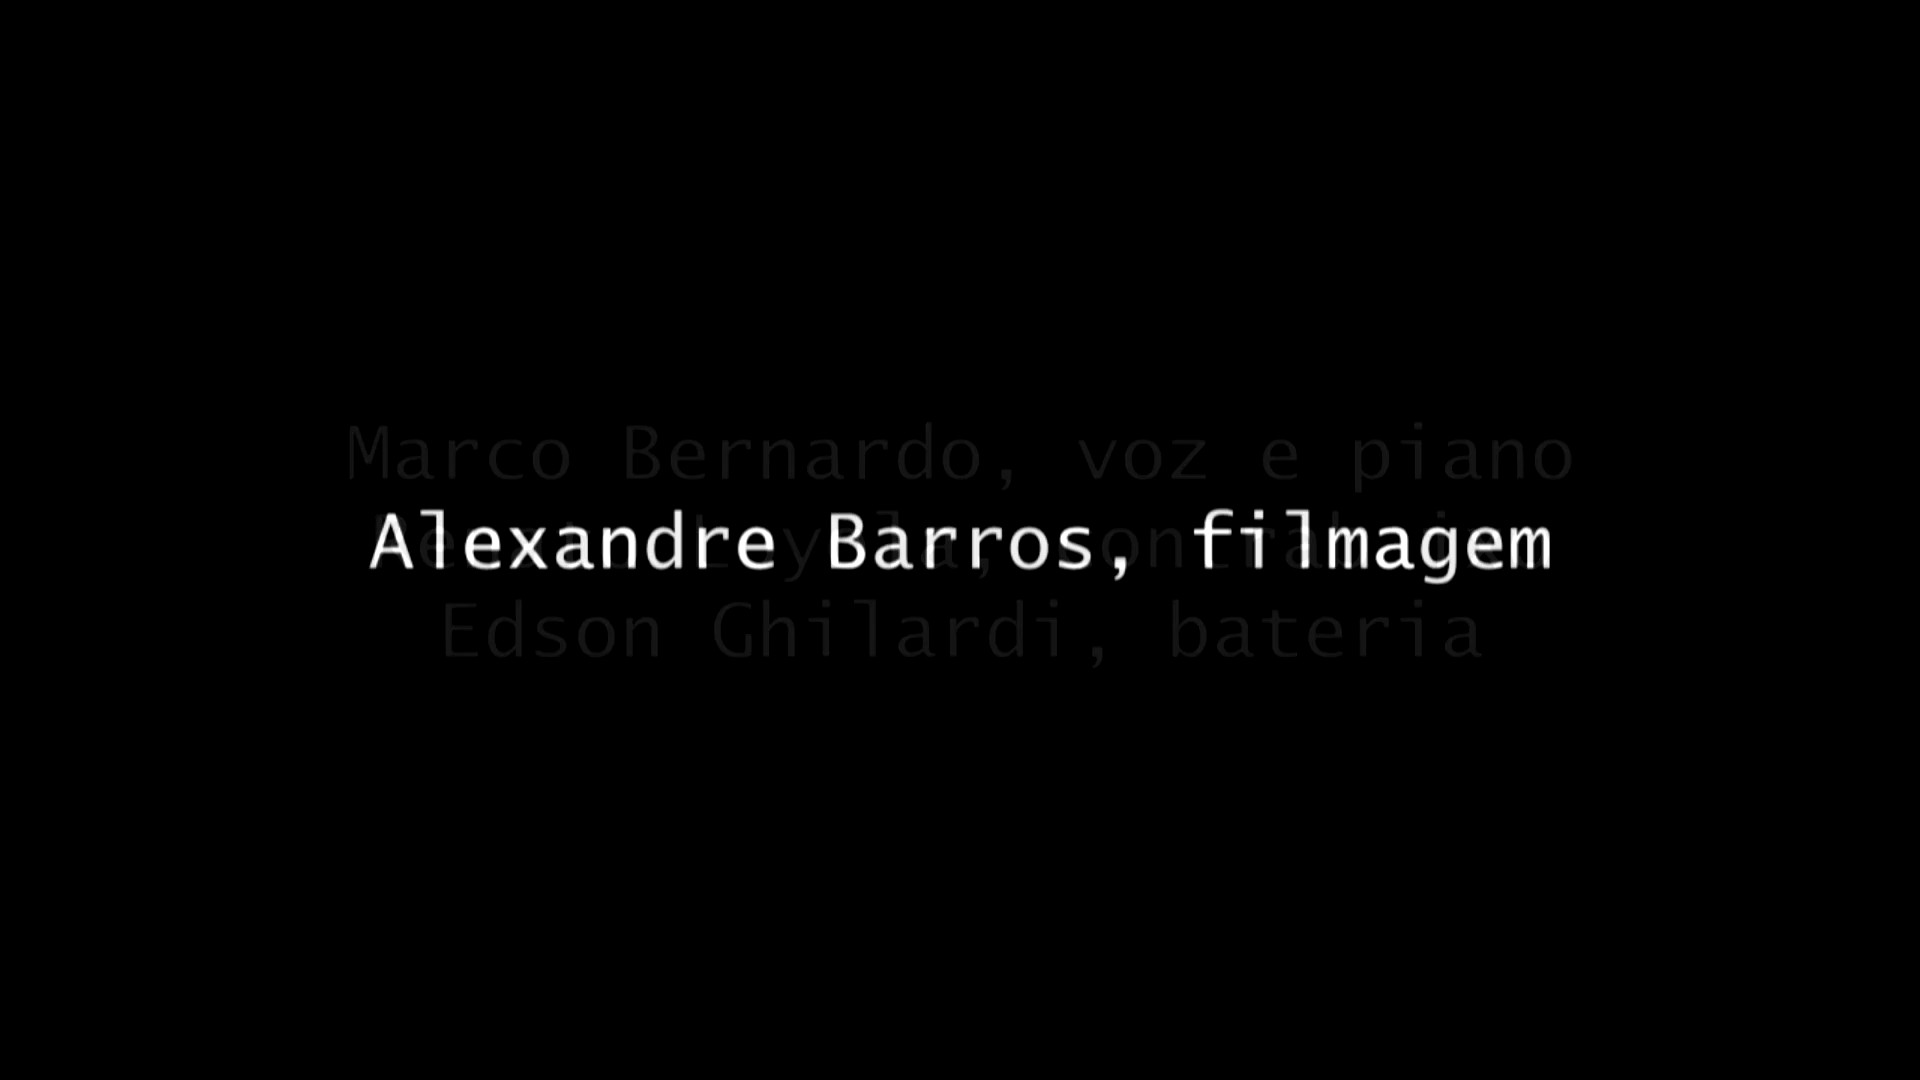 Marco Bernardo, voz e piano
Alexandre Barros, filmagem
Edson Ghilardi, bateria